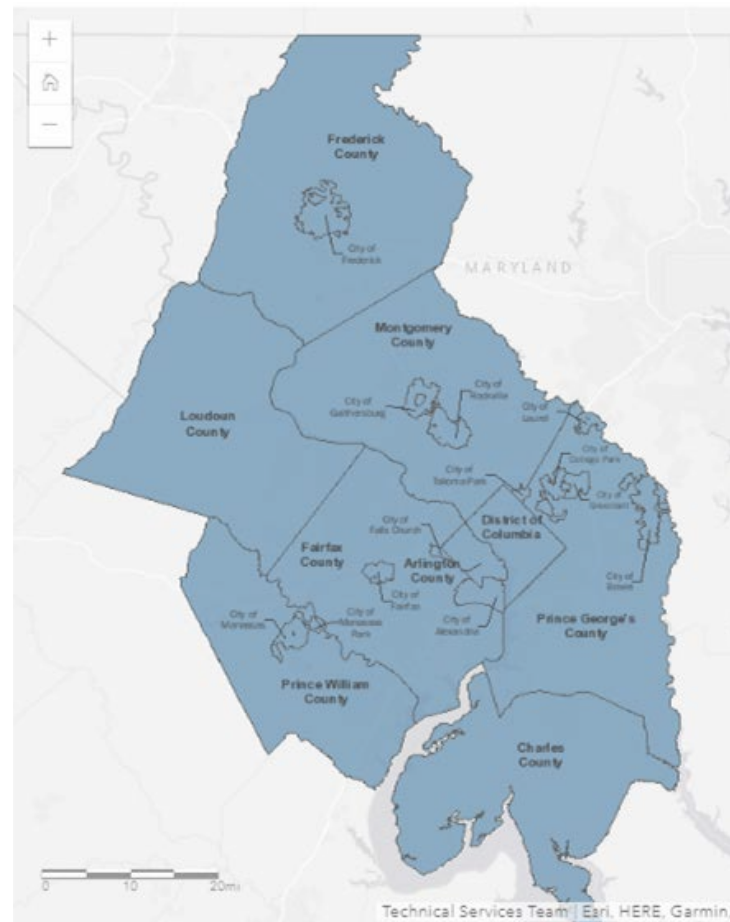 +
−
Frederick
County
City of
Frederick
MARYLAND
Montgomery
County
City of
Rockville
City of
Gaithersburg
City of
Laurel
Loudoun
County
City of
College Park
City of
Takoma Park
City of
Greenbelt
City of
Falls Church
District of
Columbia
Fairfax
County
Arlington
County
City of
Bowie
City of
Fairfax
City of
Manassas
City of
Manassas
Park
City of
Alexandria
Prince George's
County
Prince William
County
Charles
County
0 10 20mi
Technical Services Team | Esri, HERE, Garmin,